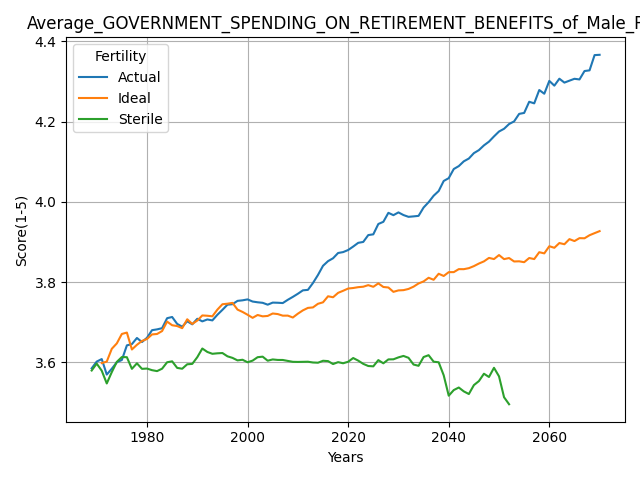 Average_GOVERNMENT_SPENDING_ON_RETIREMENT_BENEFITS_of_Male_
Fertility
Actual
Ideal
Sterile
4.4
4.2
4.0
3.8
3.6
Score(1-5)
1980
2000
2020
2040
2060
Years